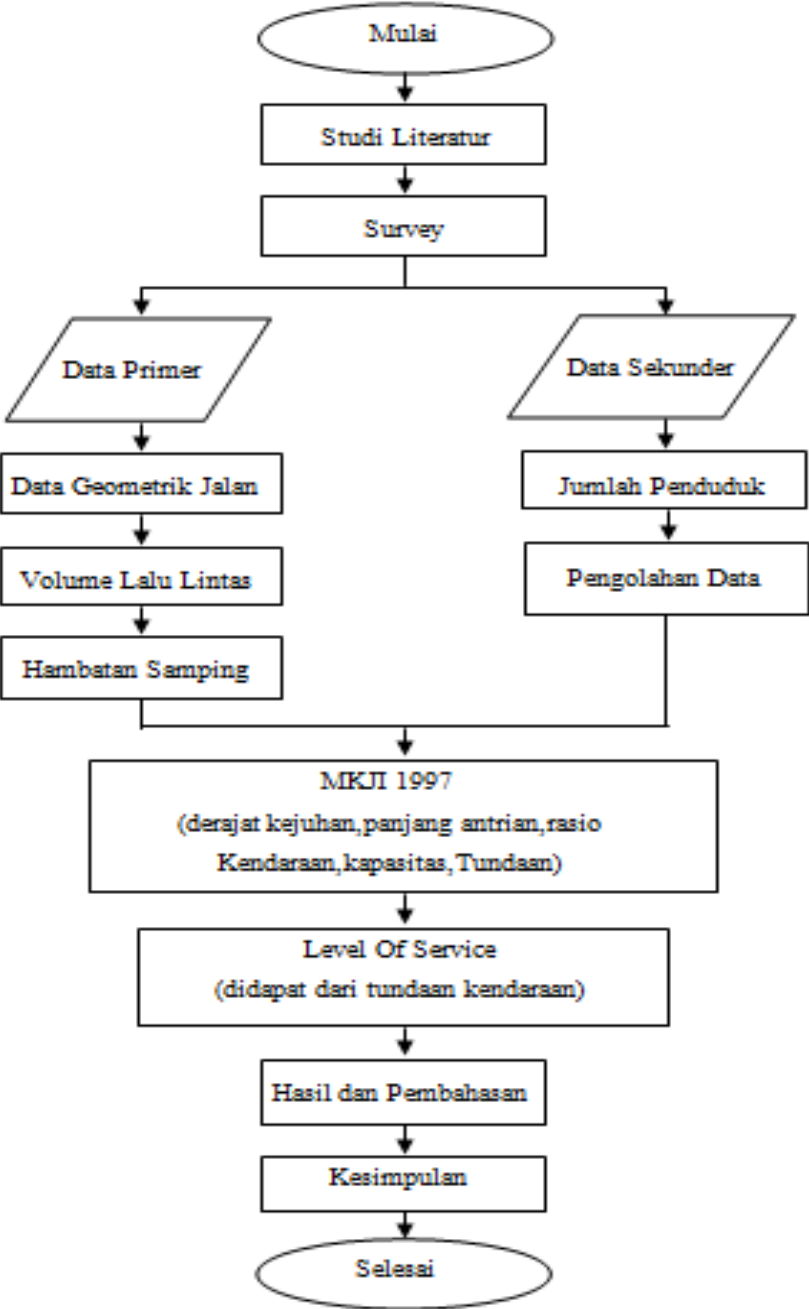 Mulai
Studi Literatur
Survey
Data Primer
Data Sekunder
Data Geometrik Jalan
Jumlah Penduduk
Volume Lalu Lintas
Pengolahan Data
Hambatan Samping
MKJI 1997
(derajat kejuhan,panjang antrian,rasio
Kendaraan,kapasitas,Tundaan)
Level Of Service
(didapat dari tundaan kendaraan)
Hasil dan Pembahasan
Kesimpulan
Selesai